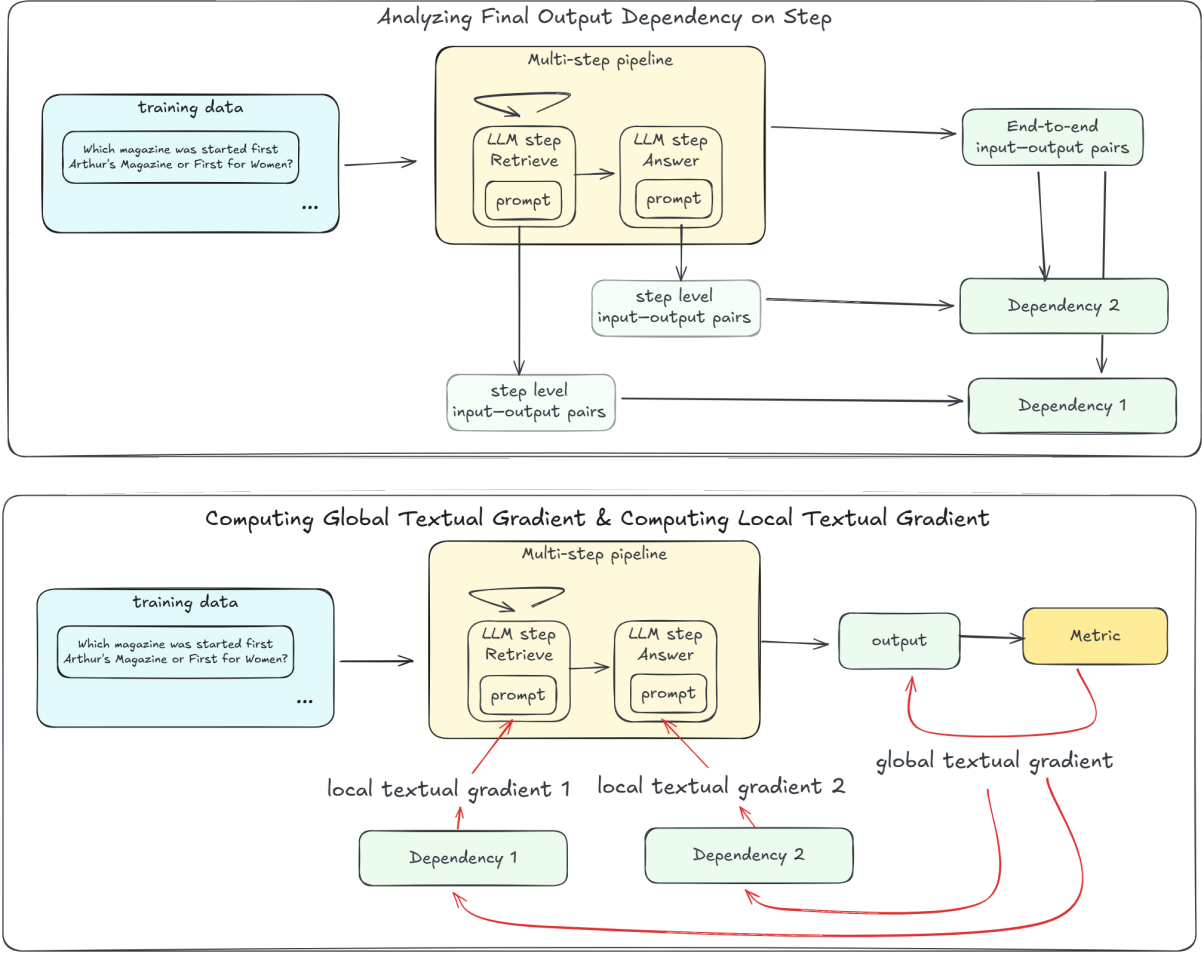 Analyzing Final Output Dependency on Step
Multi-step pipeline
training data
Which magazine was started first
Arthur's Magazine or First for Women?
...
LLM step
Retrieve
prompt
LLM step
Answer
prompt
End-to-end
input—output pairs
step level
input—output pairs
Dependency 2
step level
input—output pairs
Dependency 1
Computing Global Textual Gradient & Computing Local Textual Gradient
Multi-step pipeline
training data
Which magazine was started first
Arthur's Magazine or First for Women?
...
LLM step
Retrieve
prompt
LLM step
Answer
prompt
output
Metric
global textual gradient
local textual gradient 1
local textual gradient 2
Dependency 1
Dependency 2